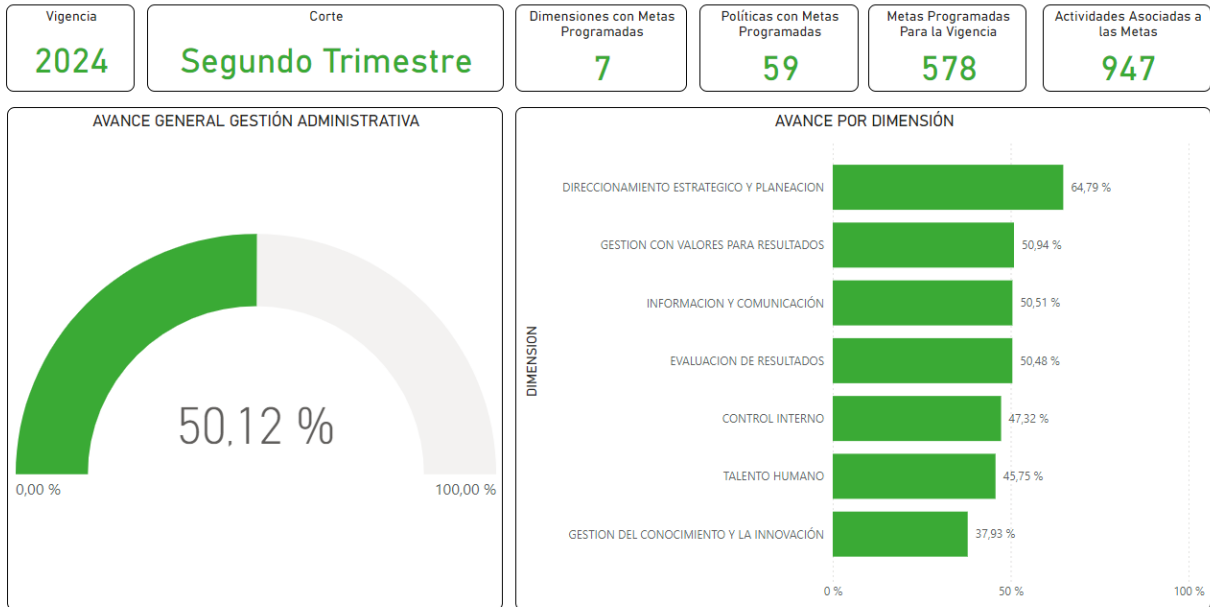 Vigencia
2024
Corte
Segundo Trimestre
Dimensiones con Metas
Programadas
7
Políticas con Metas
Programadas
59
Metas Programadas
Para la Vigencia
578
Actividades Asociadas a
las Metas
947
AVANCE GENERAL GESTIÓN ADMINISTRATIVA
50,12 %
0,00 %
100,00 %
AVANCE POR DIMENSIÓN
DIMENSION
DIRECCIONAMIENTO ESTRATEGICO Y PLANEACION
64,79 %
GESTION CON VALORES PARA RESULTADOS
50,94 %
INFORMACION Y COMUNICACIÓN
50,51 %
EVALUACION DE RESULTADOS
50,48 %
CONTROL INTERNO
47,32 %
TALENTO HUMANO
45,75 %
GESTION DEL CONOCIMIENTO Y LA INNOVACIÓN
37,93 %
0 %
50 %
100 %